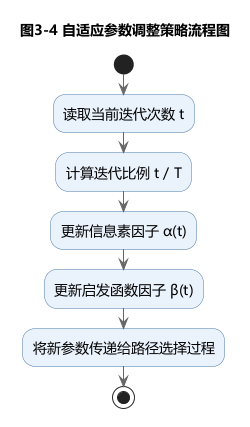 图3-4 自适应参数调整策略流程图
读取当前迭代次数 t
计算迭代比例 t / T
更新信息素因子 α(t)
更新启发函数因子 β(t)
将新参数传递给路径选择过程